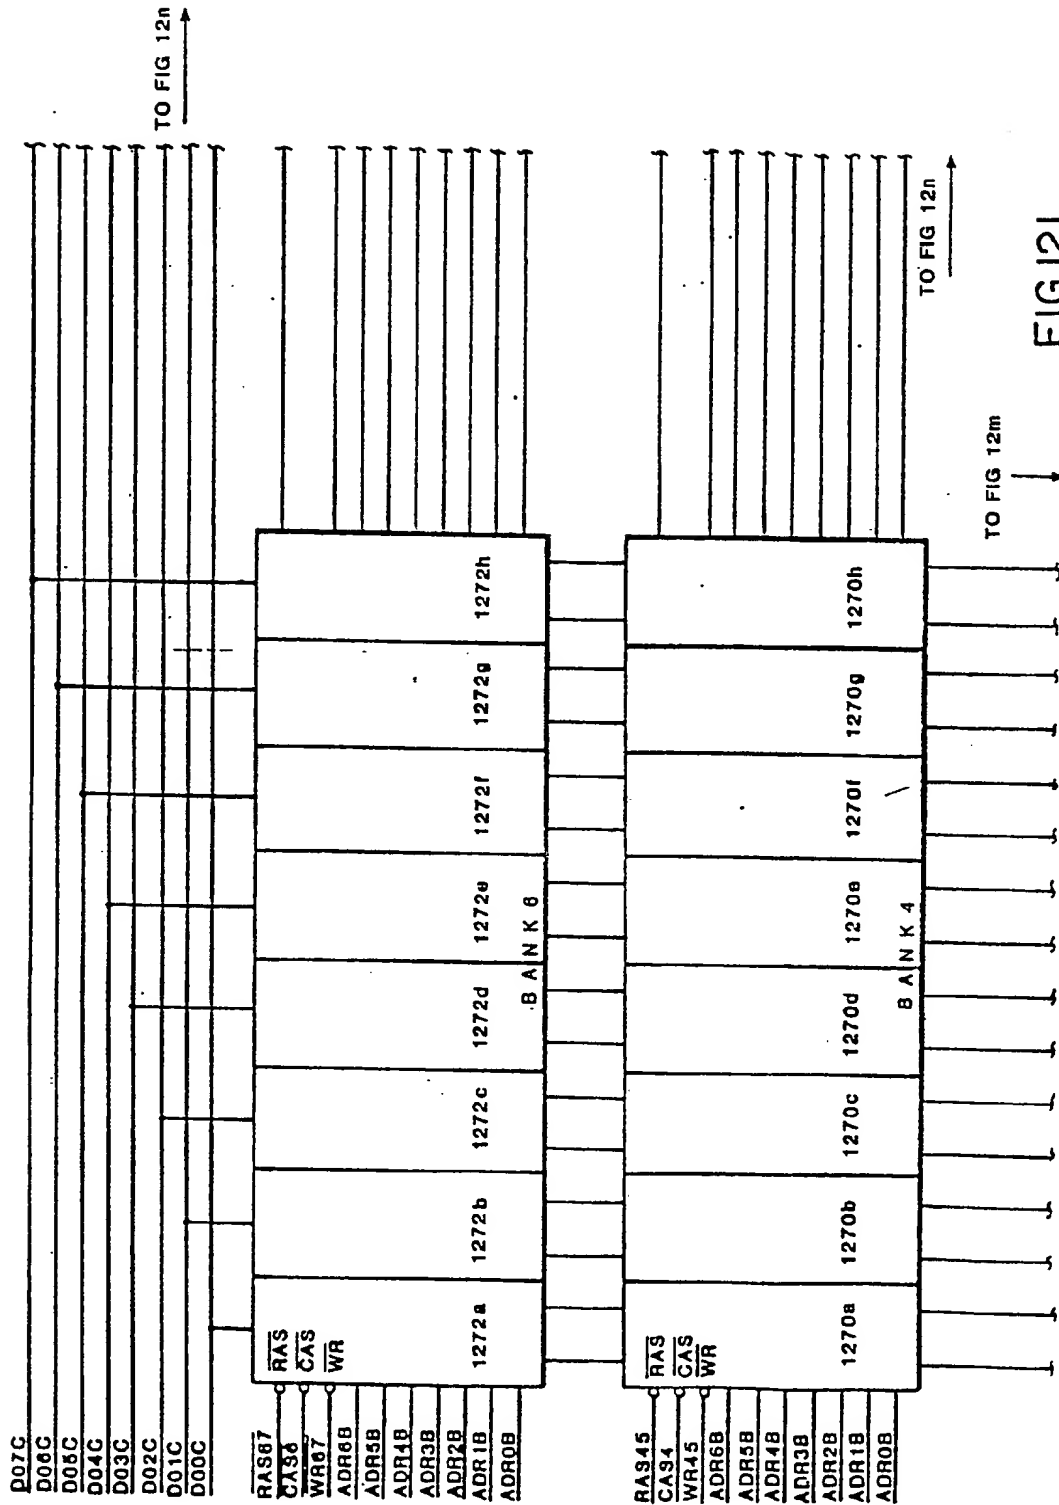 D07C
D06C
D05C
D04C
D03C
D02C
D01C
D00C
TO FIG 12n
RAS67
CAS6
WR67
ADR6B
ADR5B
ADR4B
ADR3B
ADR2B
ADR1B
ADR0B
RAS
CAS
WR
1272a
1272b
1272c
1272d
1272e
1272f
1272g
1272h
BANK 6
RAS45
CAS4
WR45
ADR6B
ADR5B
ADR4B
ADR3B
ADR2B
ADR1B
ADR0B
RAS
CAS
WR
1270a
1270b
1270c
1270d
1270e
1270f
1270g
1270h
BANK 4
TO FIG 12n
TO FIG 12m